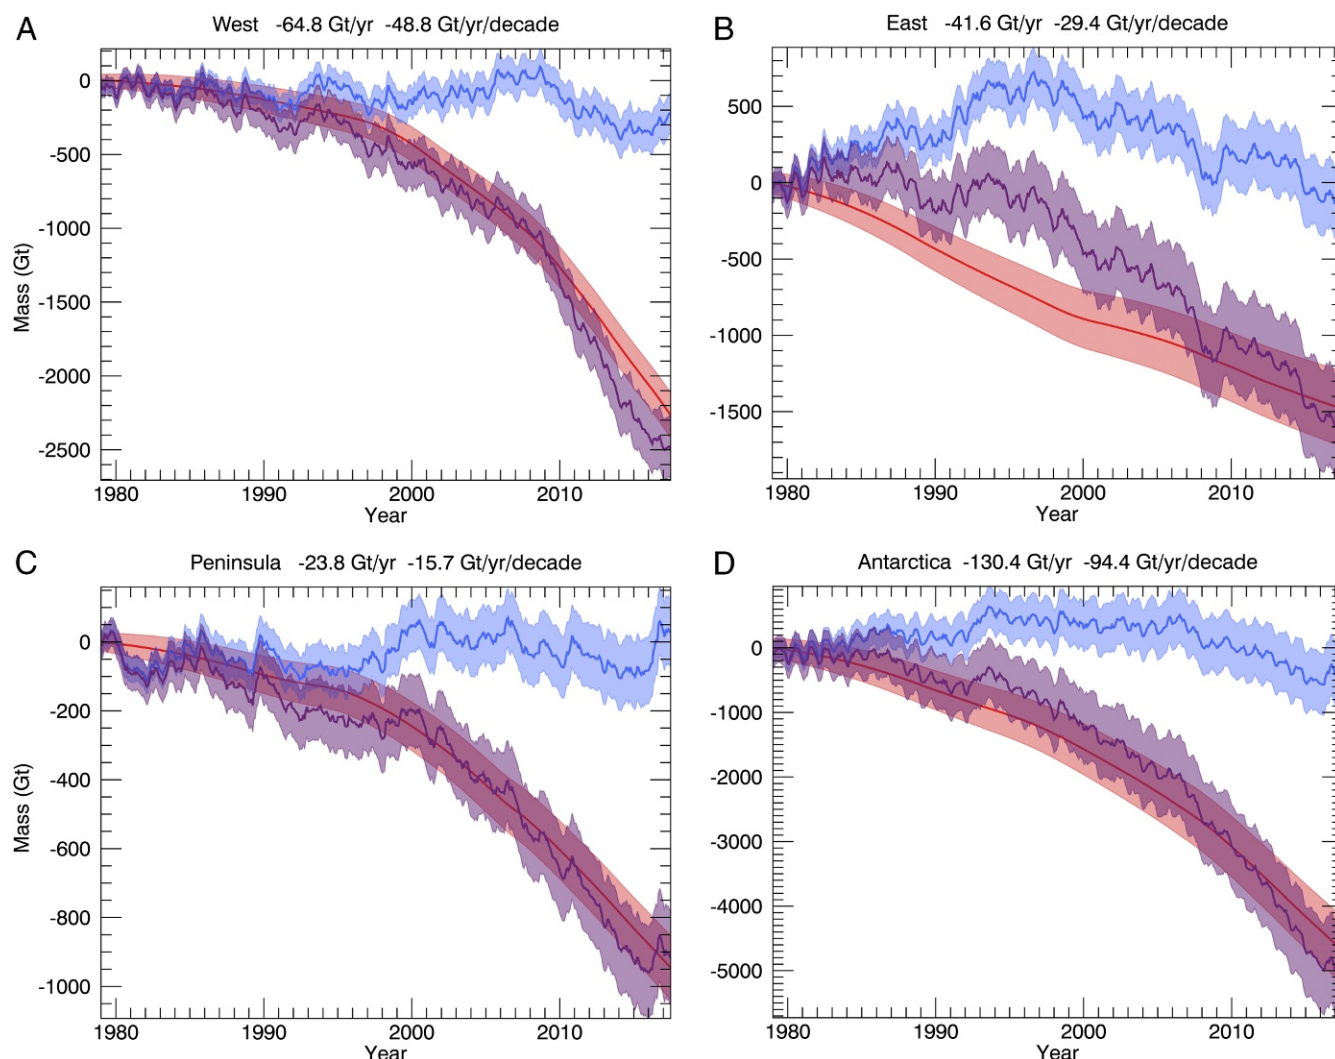 A West -64.8 Gt/yr -48.8 Gt/yr/decade
0
-500
-1000
-1500
-2000
-2500
Mass (Gt)
1980 1990 2000 2010
Year
B East -41.6 Gt/yr -29.4 Gt/yr/decade
500
0
-500
-1000
-1500
1980 1990 2000 2010
Year
C Peninsula -23.8 Gt/yr -15.7 Gt/yr/decade
0
-200
-400
-600
-800
-1000
Mass (Gt)
1980 1990 2000 2010
Year
D Antarctica -130.4 Gt/yr -94.4 Gt/yr/decade
0
-1000
-2000
-3000
-4000
-5000
1980 1990 2000 2010
Year